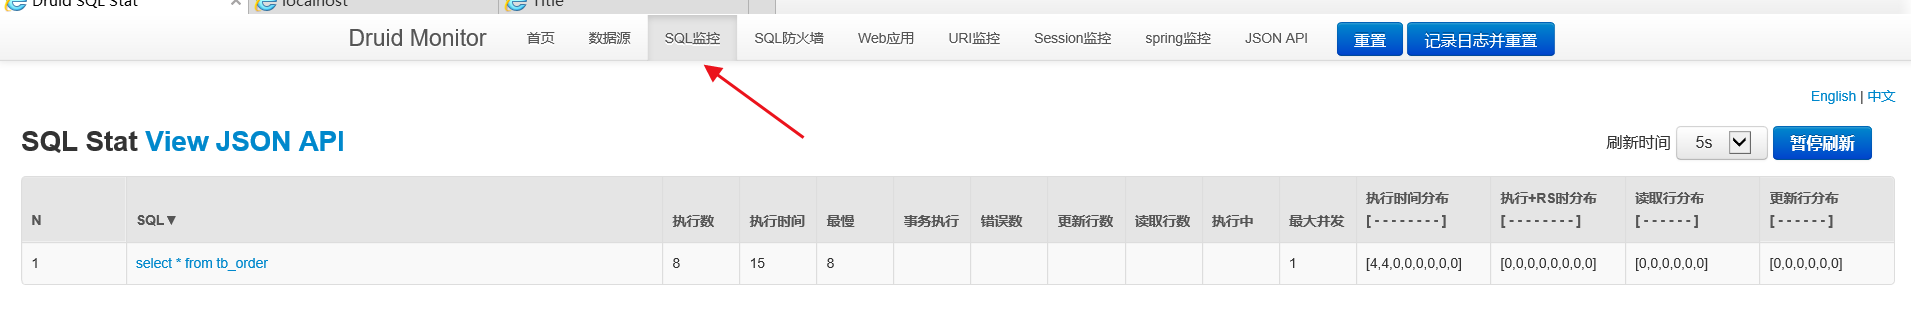 Druid SQL Stat
localhost
Title
Druid Monitor 首页 数据源 SQL监控 SQL防火墙 Web应用 URI监控 Session监控 spring监控 JSON API 重置 记录日志并重置
English | 中文
SQL Stat View JSON API
刷新时间 5s 暂停刷新
N SQL▼ 执行数 执行时间 最慢 事务执行 错误数 更新行数 读取行数 执行中 最大并发 执行时间分布 [ - - - - - - - - ] 执行+RS时分布 [ - - - - - - - - ] 读取行分布 [ - - - - - - ] 更新行分布 [ - - - - - - ]
1 select * from tb_order 8 15 8 1 [4,4,0,0,0,0,0,0] [0,0,0,0,0,0,0,0] [0,0,0,0,0,0] [0,0,0,0,0,0]